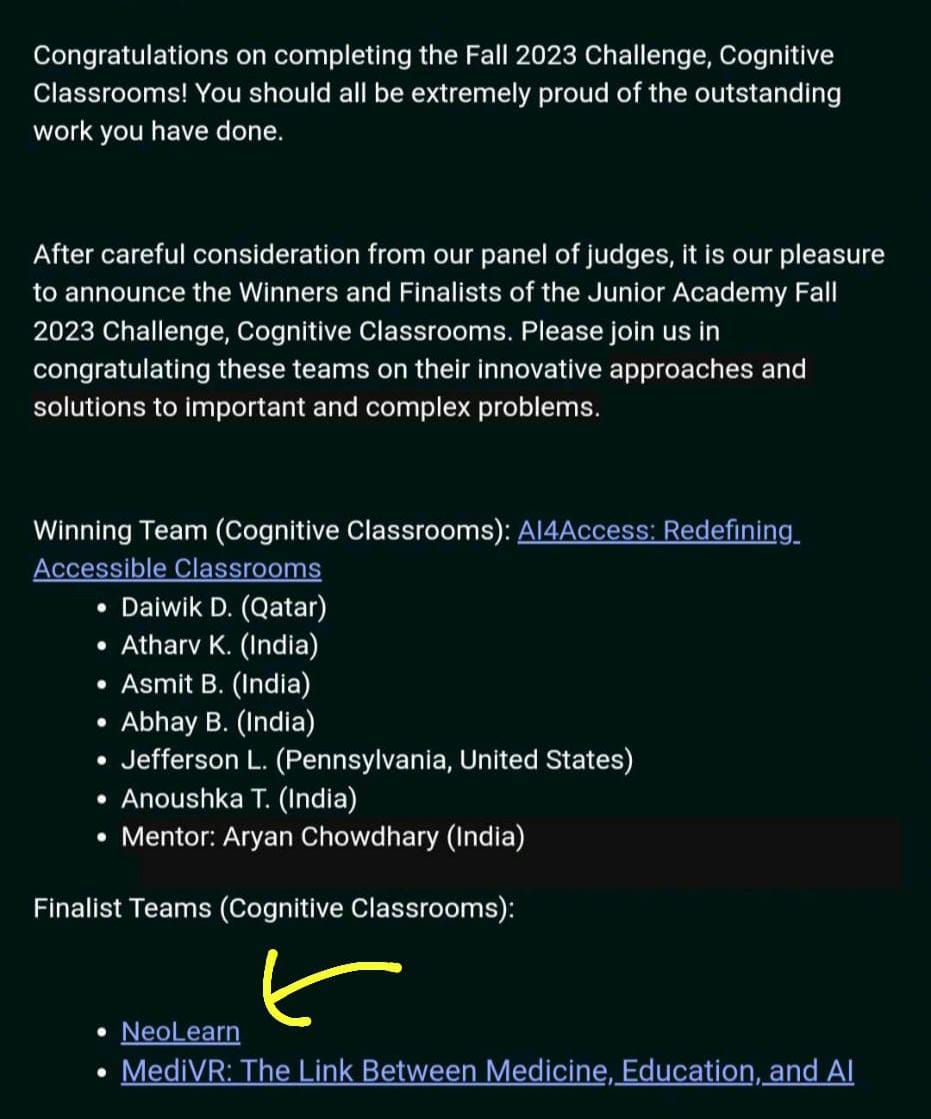 Congratulations on completing the Fall 2023 Challenge, Cognitive
Classrooms! You should all be extremely proud of the outstanding
work you have done.
After careful consideration from our panel of judges, it is our pleasure
to announce the Winners and Finalists of the Junior Academy Fall
2023 Challenge, Cognitive Classrooms. Please join us in
congratulating these teams on their innovative approaches and
solutions to important and complex problems.
Winning Team (Cognitive Classrooms): AI4Access: Redefining
Accessible Classrooms
• Daiwik D. (Qatar)
• Atharv K. (India)
• Asmit B. (India)
• Abhay B. (India)
• Jefferson L. (Pennsylvania, United States)
• Anoushka T. (India)
• Mentor: Aryan Chowdhary (India)
Finalist Teams (Cognitive Classrooms):
• NeoLearn
• MediVR: The Link Between Medicine, Education, and AI